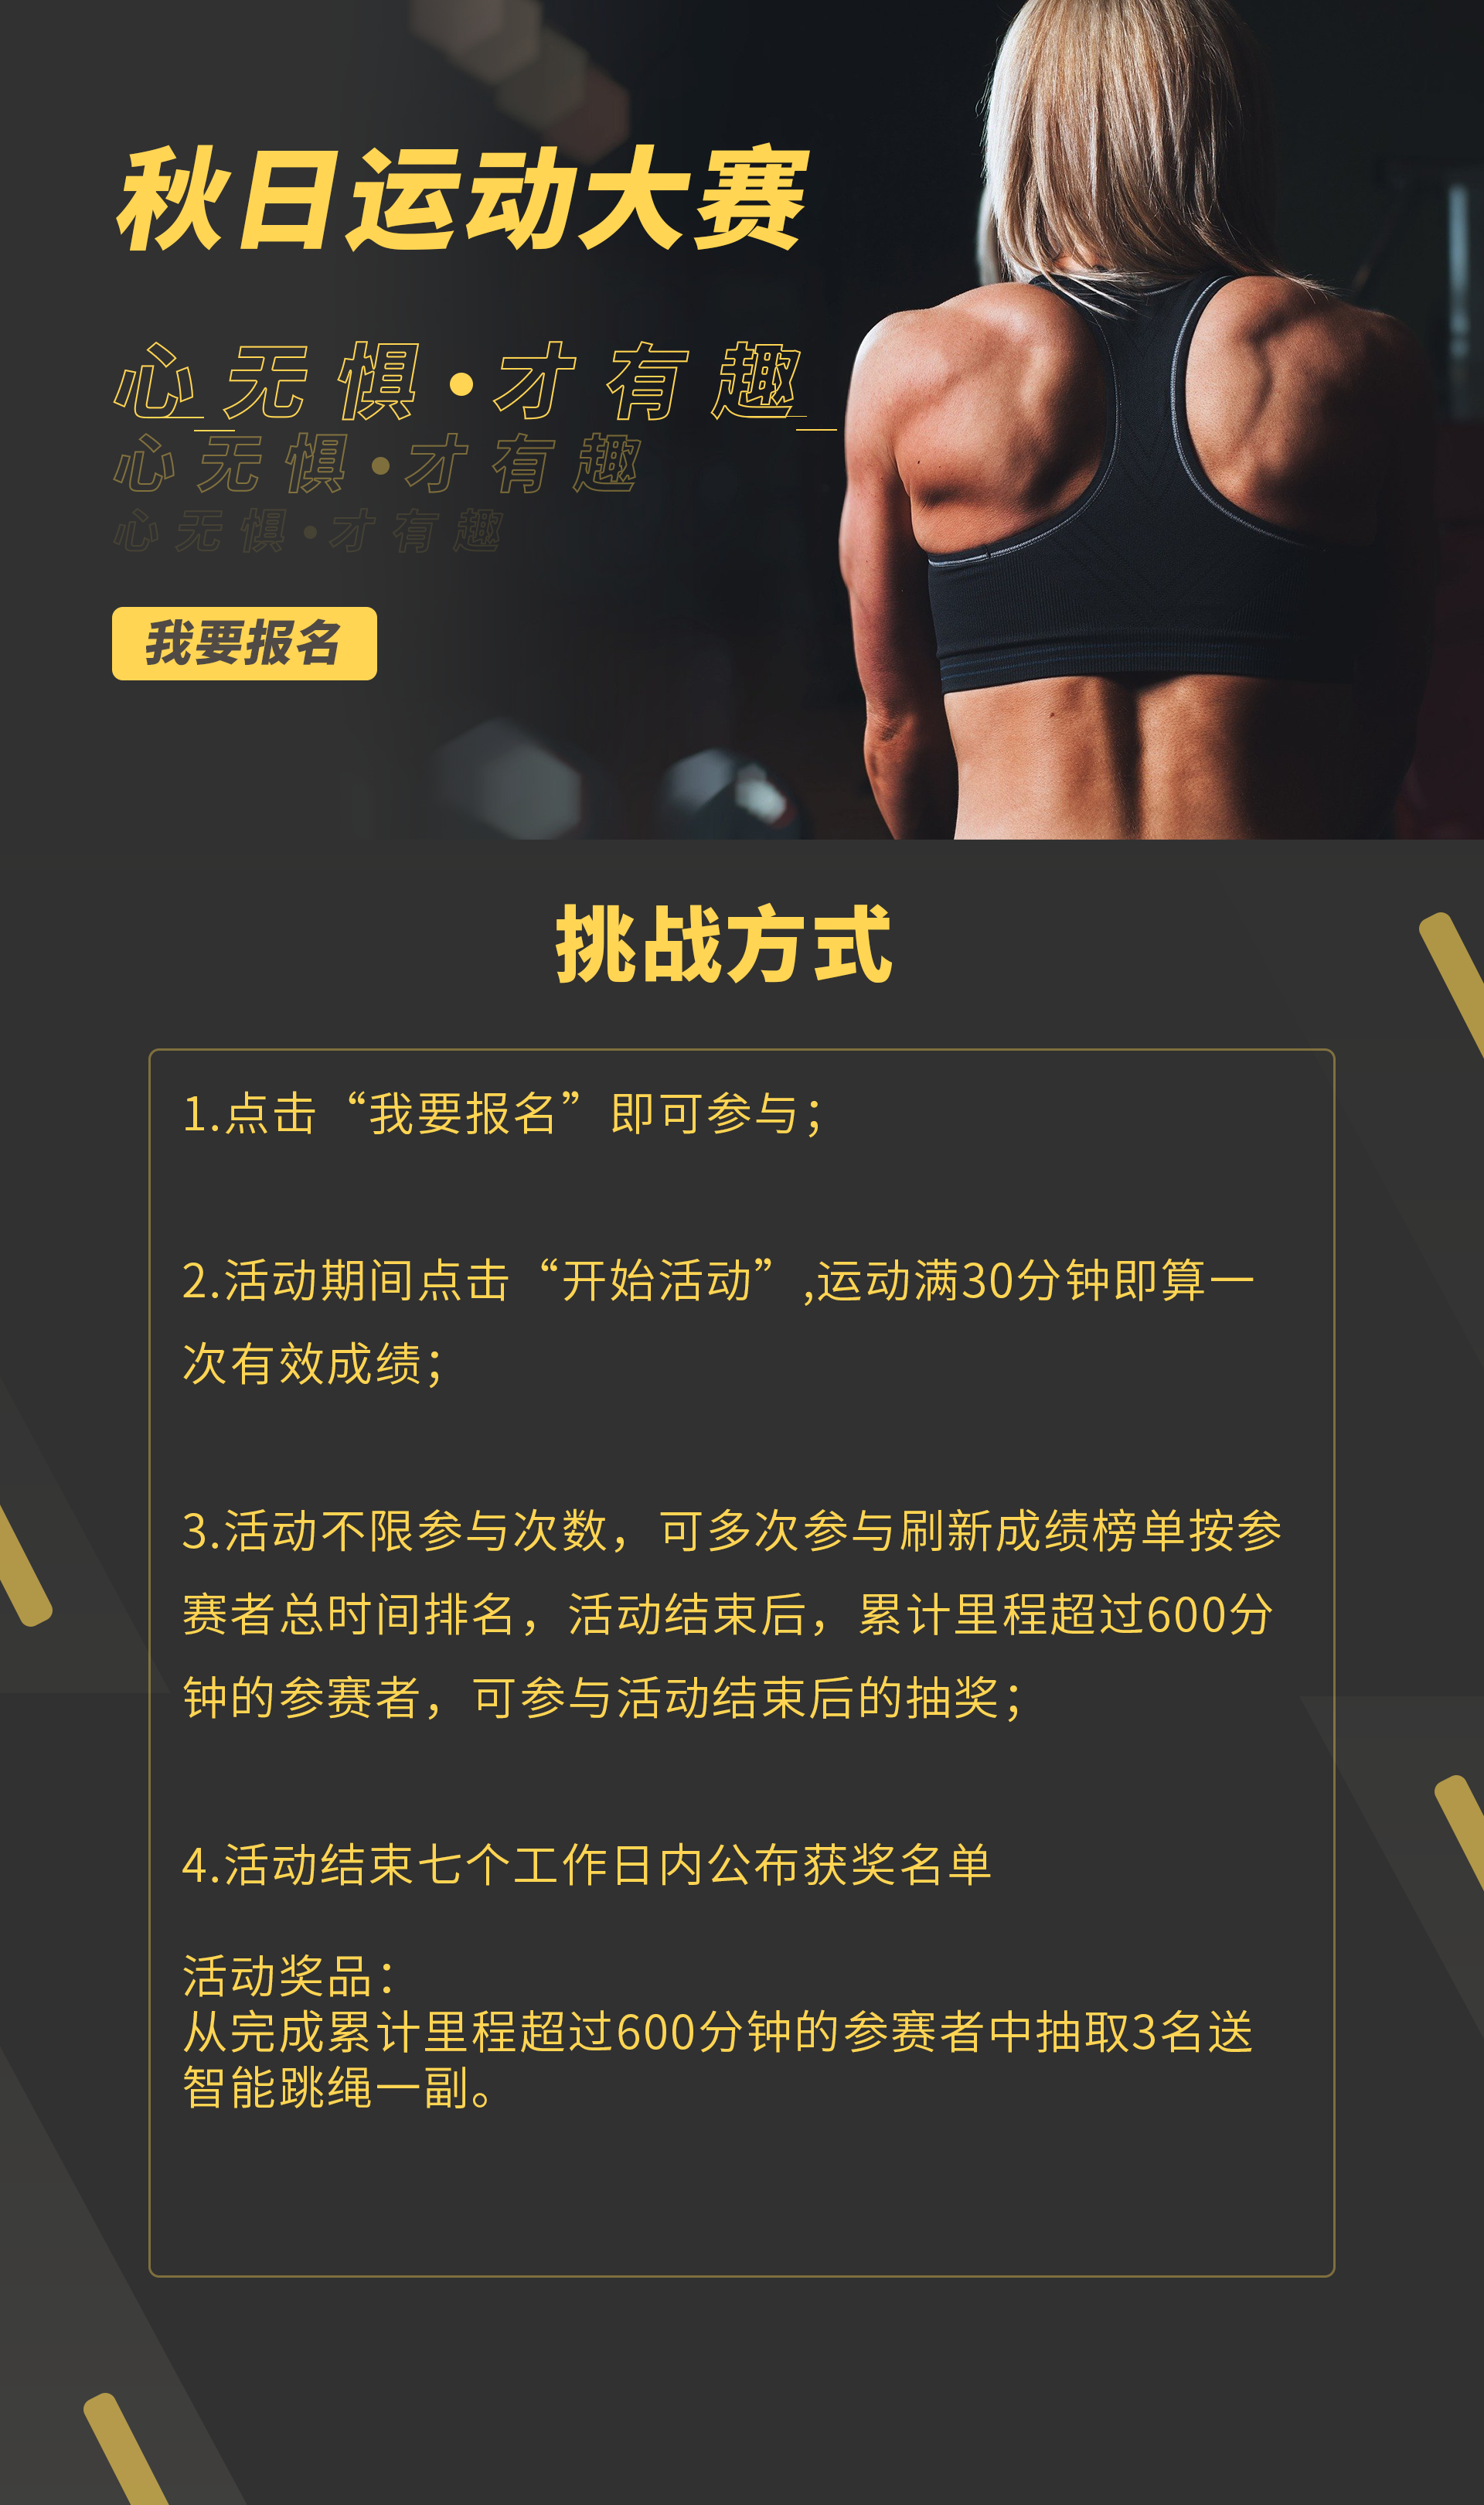 秋日运动大赛
心无惧·才有趣
心无惧·才有趣
心无惧·才有趣
我要报名
挑战方式
1.点击“我要报名”即可参与；
2.活动期间点击“开始活动”,运动满30分钟即算一
次有效成绩；
3.活动不限参与次数，可多次参与刷新成绩榜单按参
赛者总时间排名，活动结束后，累计里程超过600分
钟的参赛者，可参与活动结束后的抽奖；
4.活动结束七个工作日内公布获奖名单
活动奖品：
从完成累计里程超过600分钟的参赛者中抽取3名送
智能跳绳一副。